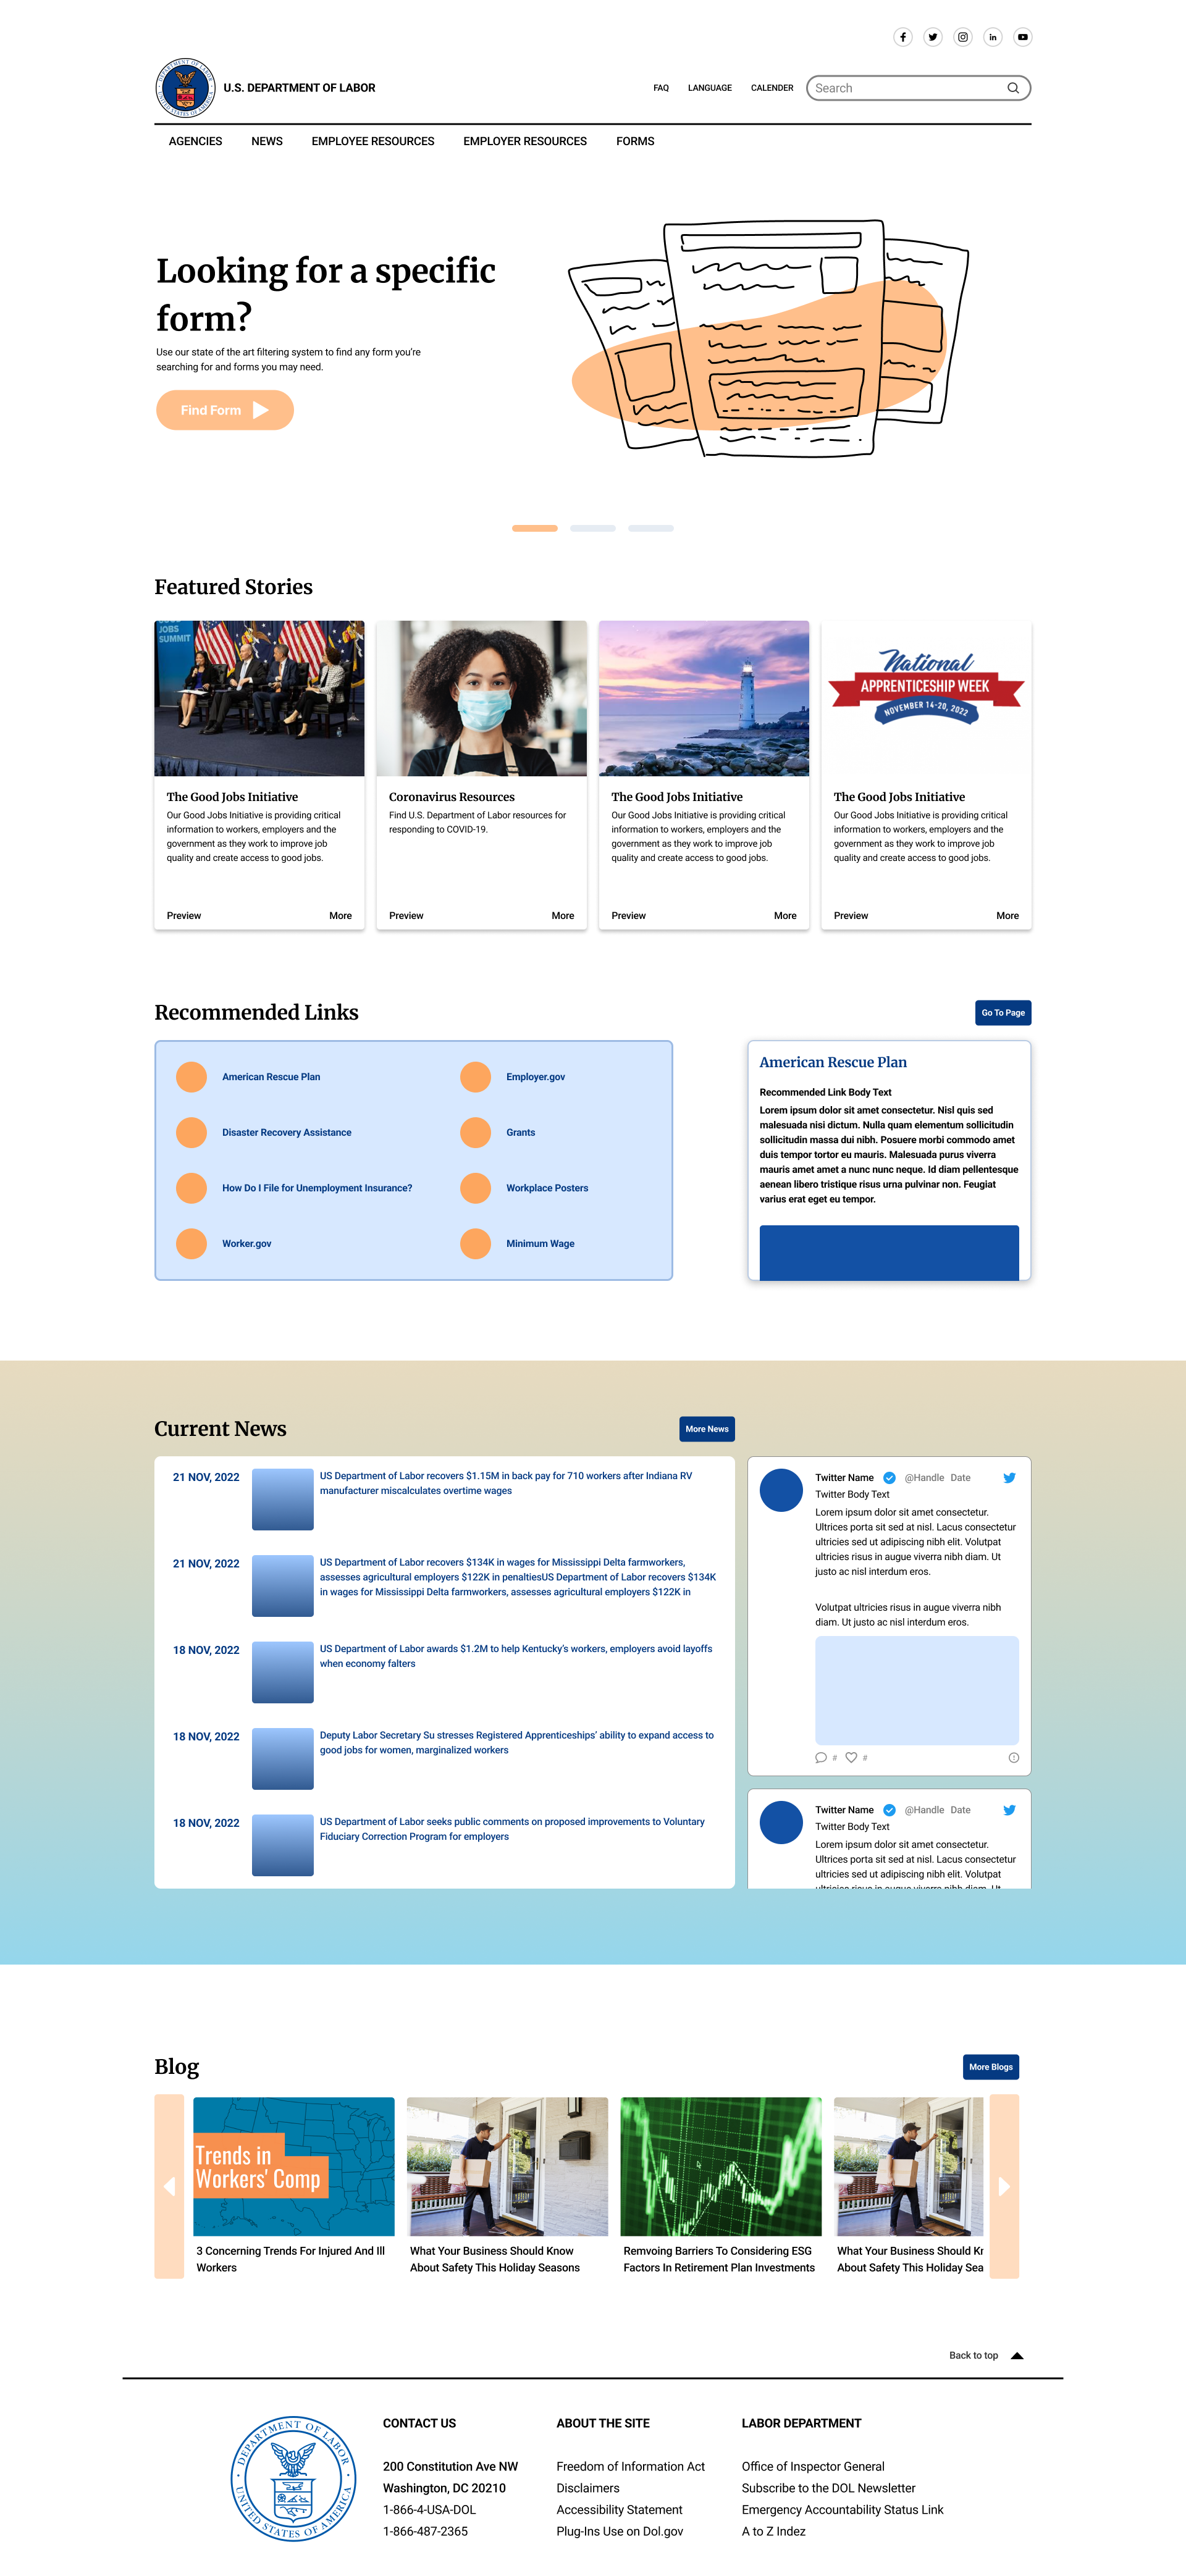 U.S. DEPARTMENT OF LABOR
FAQ
LANGUAGE
CALENDER
Search
AGENCIES
NEWS
EMPLOYEE RESOURCES
EMPLOYER RESOURCES
FORMS
Looking for a specific
form?
Use our state of the art filtering system to find any form you're
searching for and forms you may need.
Find Form
Featured Stories
JOBS
SUMMIT
The Good Jobs Initiative
Our Good Jobs Initiative is providing critical
information to workers, employers and the
government as they work to improve job
quality and create access to good jobs.
Preview
More
Coronavirus Resources
Find U.S. Department of Labor resources for
responding to COVID-19.
Preview
More
The Good Jobs Initiative
Our Good Jobs Initiative is providing critical
information to workers, employers and the
government as they work to improve job
quality and create access to good jobs.
Preview
More
National
APPRENTICESHIP WEEK
NOVEMBER 14-20, 2022
The Good Jobs Initiative
Our Good Jobs Initiative is providing critical
information to workers, employers and the
government as they work to improve job
quality and create access to good jobs.
Preview
More
Recommended Links
Go To Page
American Rescue Plan
Employer.gov
Disaster Recovery Assistance
Grants
How Do I File for Unemployment Insurance?
Workplace Posters
Worker.gov
Minimum Wage
American Rescue Plan
Recommended Link Body Text
Lorem ipsum dolor sit amet consectetur. Nisl quis sed
malesuada nisi dictum. Nulla quam elementum sollicitudin
sollicitudin massa dui nibh. Posuere morbi commodo amet
duis tempor tortor eu mauris. Malesuada purus viverra
mauris amet amet a nunc nunc neque. Id diam pellentesque
aenean libero tristique risus urna pulvinar non. Feugiat
varius erat eget eu tempor.
Current News
More News
21 NOV, 2022
US Department of Labor recovers $1.15M in back pay for 710 workers after Indiana RV
manufacturer miscalculates overtime wages
21 NOV, 2022
US Department of Labor recovers $134K in wages for Mississippi Delta farmworkers,
assesses agricultural employers $122K in penaltiesUS Department of Labor recovers $134K
in wages for Mississippi Delta farmworkers, assesses agricultural employers $122K in
18 NOV, 2022
US Department of Labor awards $1.2M to help Kentucky's workers, employers avoid layoffs
when economy falters
18 NOV, 2022
Deputy Labor Secretary Su stresses Registered Apprenticeships' ability to expand access to
good jobs for women, marginalized workers
18 NOV, 2022
US Department of Labor seeks public comments on proposed improvements to Voluntary
Fiduciary Correction Program for employers
Twitter Name @Handle Date
Twitter Body Text
Lorem ipsum dolor sit amet consectetur.
Ultrices porta sit sed at nisl. Lacus consectetur
ultricies sed ut adipiscing nibh elit. Volutpat
ultricies risus in augue viverra nibh diam. Ut
justo ac nisl interdum eros.
Volutpat ultricies risus in augue viverra nibh
diam. Ut justo ac nisl interdum eros.
# #
Twitter Name @Handle Date
Twitter Body Text
Lorem ipsum dolor sit amet consectetur.
Ultrices porta sit sed at nisl. Lacus consectetur
ultricies sed ut adipiscing nibh elit. Volutpat
ultricies risus in augue viverra nibh diam. Ut
Blog
More Blogs
Trends in
Workers' Comp
3 Concerning Trends For Injured And Ill
Workers
What Your Business Should Know
About Safety This Holiday Seasons
Remvoing Barriers To Considering ESG
Factors In Retirement Plan Investments
What Your Business Should Kr
About Safety This Holiday Sea
Back to top
DEPARTMENT OF LABOR
UNITED STATES OF AMERICA
CONTACT US
200 Constitution Ave NW
Washington, DC 20210
1-866-4-USA-DOL
1-866-487-2365
ABOUT THE SITE
Freedom of Information Act
Disclaimers
Accessibility Statement
Plug-Ins Use on Dol.gov
LABOR DEPARTMENT
Office of Inspector General
Subscribe to the DOL Newsletter
Emergency Accountability Status Link
A to Z Indez